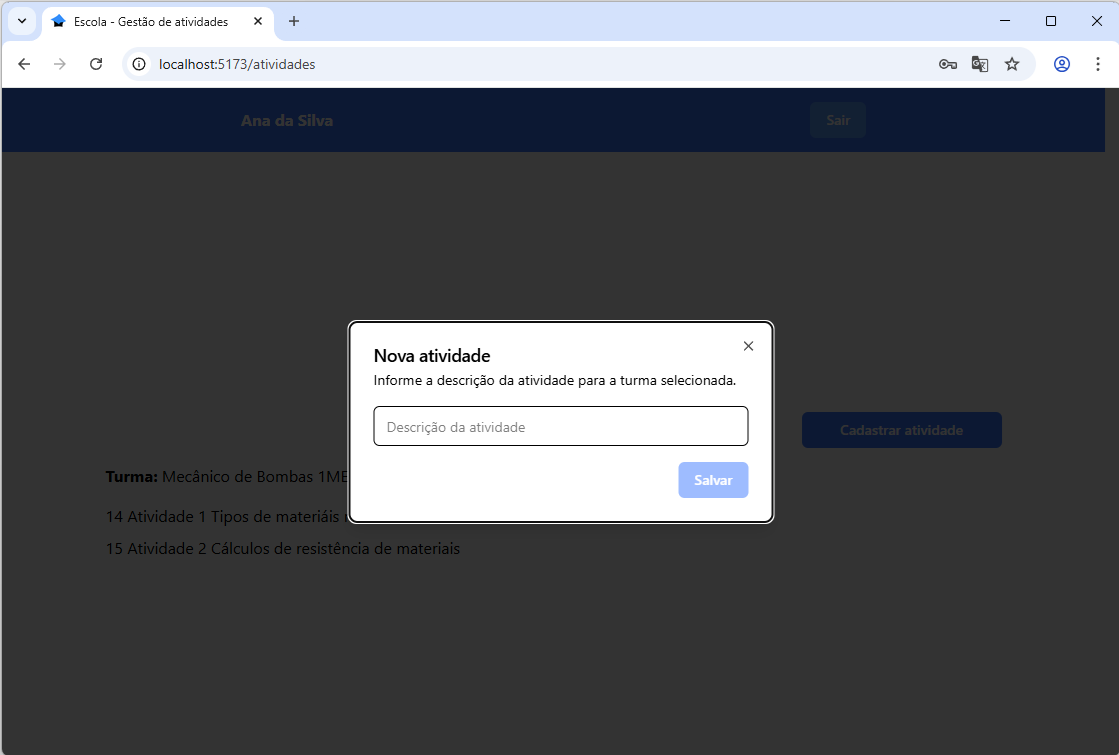 Escola - Gestão de atividades
localhost:5173/atividades
Ana da Silva
Sair
Nova atividade
Informe a descrição da atividade para a turma selecionada.
Descrição da atividade
Salvar
Cadastrar atividade
Turma: Mecânico de Bombas 1ME
14 Atividade 1 Tipos de materiáis
15 Atividade 2 Cálculos de resistência de materiais